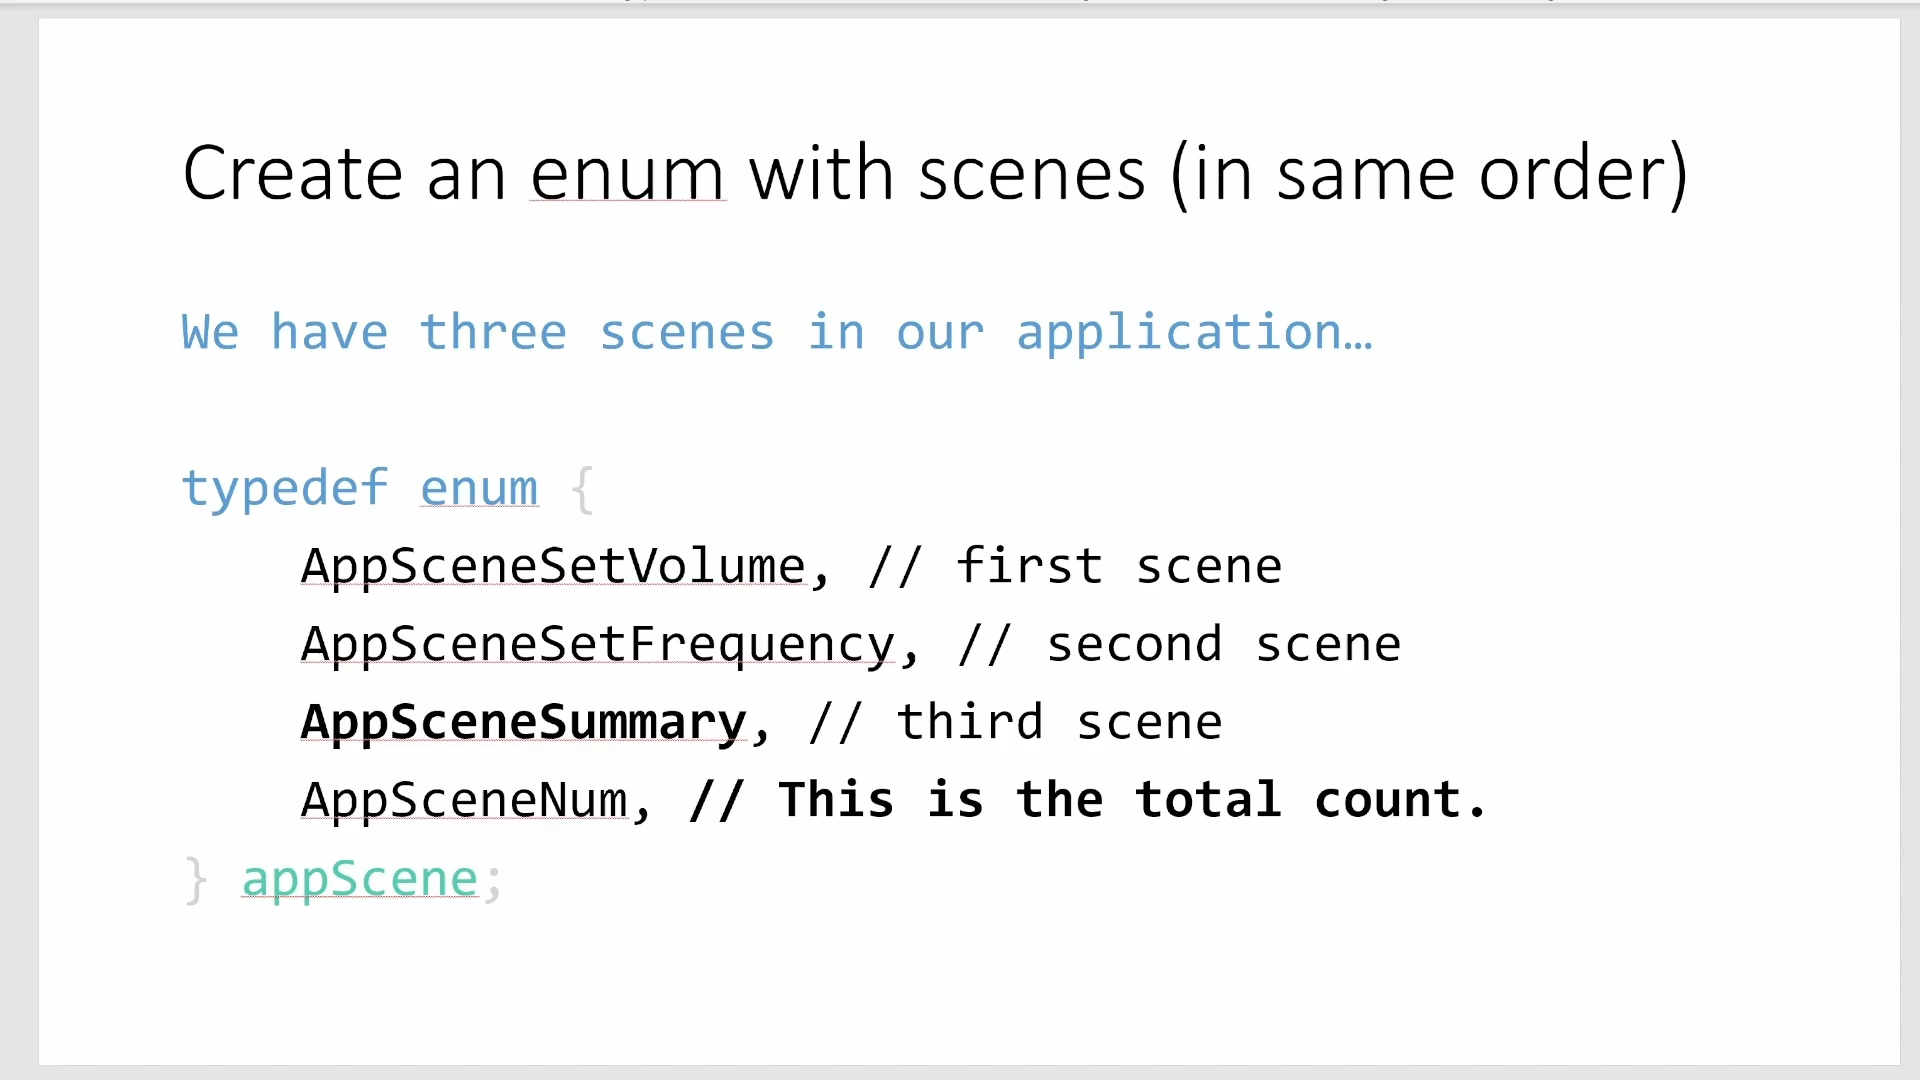 Create an enum with scenes (in same order)
We have three scenes in our application…
typedef enum {
AppSceneSetVolume, // first scene
AppSceneSetFrequency, // second scene
AppSceneSummary, // third scene
AppSceneNum, // This is the total count.
} appScene;